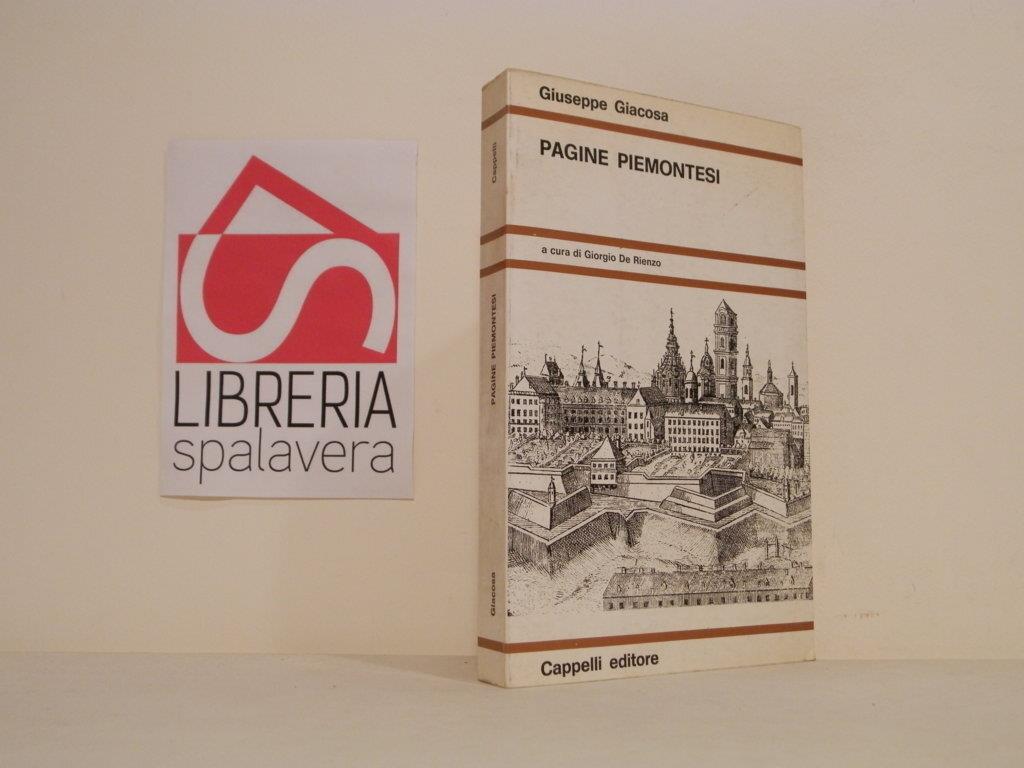 LIBRERIA
spalavera
Cappelli
PAGINE PIEMONTESI
Giacosa
Giuseppe Giacosa
PAGINE PIEMONTESI
a cura di Giorgio De Rienzo
Cappelli editore